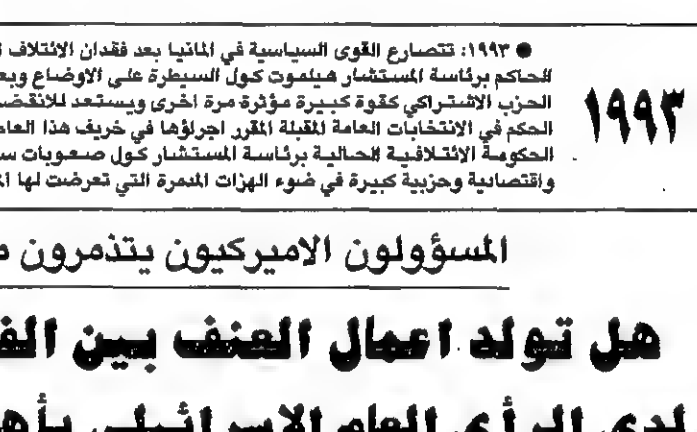 ● ١٩٩٣: تتصارع القوى السياسية في المانيا بعد فقدان الائتلاف
الحاكم برئاسة المستشار هيلموت كول السيطرة على الاوضاع
الحزب الاشتراكي كقوة كبيرة مؤثرة مرة اخرى ويستعد
الحكم في الانتخابات العامة المقبلة المقرر اجراؤها في خريف هذا
الحكومة الائتلافية الحالية برئاسة المستشار كول صعوبات
واقتصادية وحزبية كبيرة في ضوء الهزات المدمرة التي تعرضت لها
١٩٩٣
المسؤولون الاميركيون يتذمرون
هل تولد اعمال العنف بين
لدى الرأي العام الاسرائيلي